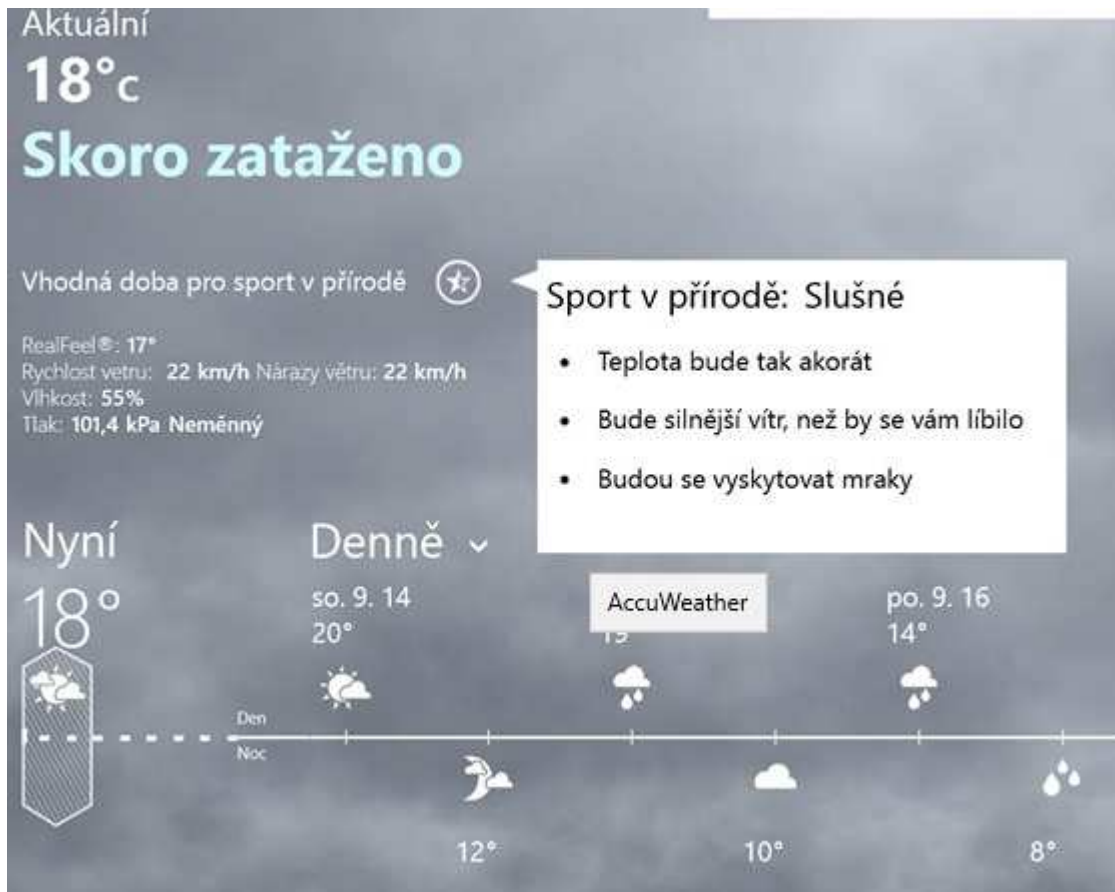 Aktuální
18°c
Skoro zataženo
Vhodná doba pro sport v přírodě
Sport v přírodě: Slušné
RealFeel®: 17°
Rychlost vetru: 22 km/h Nárazy větru: 22 km/h
Vlhkost: 55%
Tlak: 101,4 kPa Neměnný
• Teplota bude tak akorát
• Bude silnější vítr, než by se vám líbilo
• Budou se vyskytovat mraky
Nyní
18°
Denně
so. 9. 14
20°
AccuWeather
po. 9. 16
14°
Den
Noc
12°
10°
8°